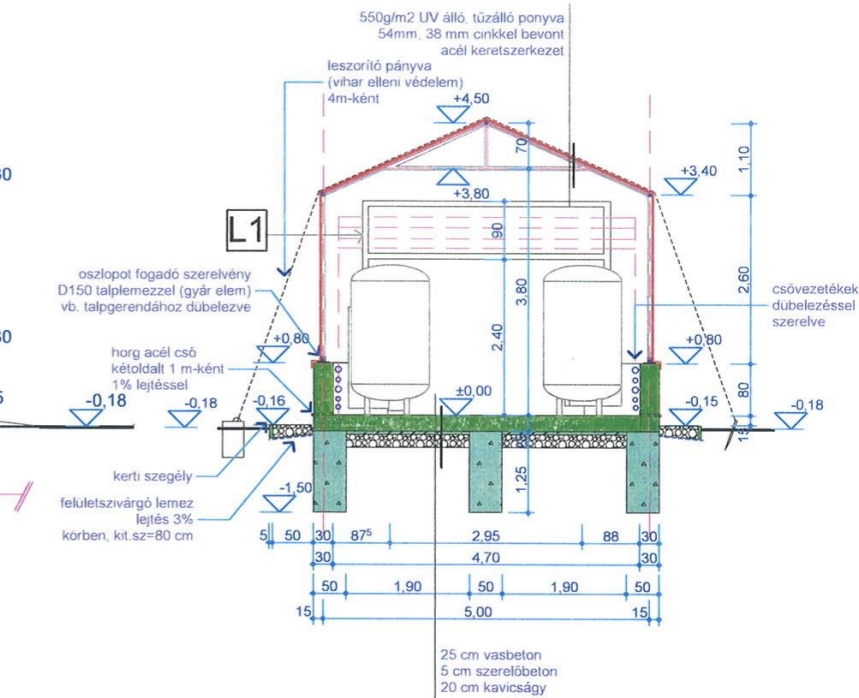 550g/m2 UV álló, tűzálló ponyva
54mm, 38 mm cinkkel bevont
acél keretszerkezet
leszorító pányva
(vihar elleni védelem)
4m-ként
+4,50
70
+3,40
1,10
+3,80
L1
90
oszlopot fogadó szerelvény
D150 talplemezzel (gyár elem)
vb. talpgerendához dübelezve
3,80
2,60
csővezetékek
dübelezéssel
szerelve
2,40
+0,80
+0,80
horg acél cső
kétoldalt 1 m-ként
1% lejtéssel
80
-0,18
-0,18
-0,16
±0,00
-0,15
-0,18
15
kerti szegély
1,25
felületszivárgó lemez
lejtés 3%
körben, kit.sz=80 cm
-1,50
5 50 30 87⁵ 2,95 88 30
30 4,70 30
50 1,90 50 1,90 50
15 5,00 15
25 cm vasbeton
5 cm szerelőbeton
20 cm kavicságy